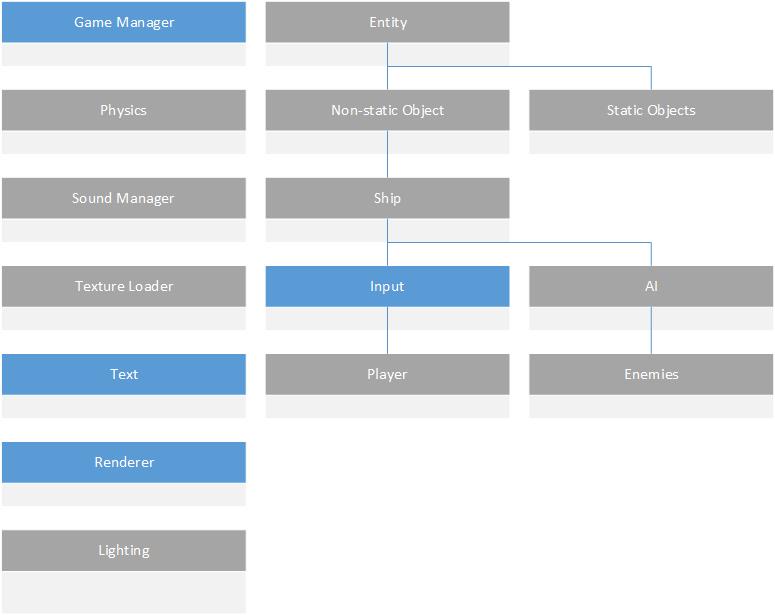 Game Manager
Entity
Physics
Non-static Object
Static Objects
Sound Manager
Ship
Texture Loader
Input
AI
Text
Player
Enemies
Renderer
Lighting